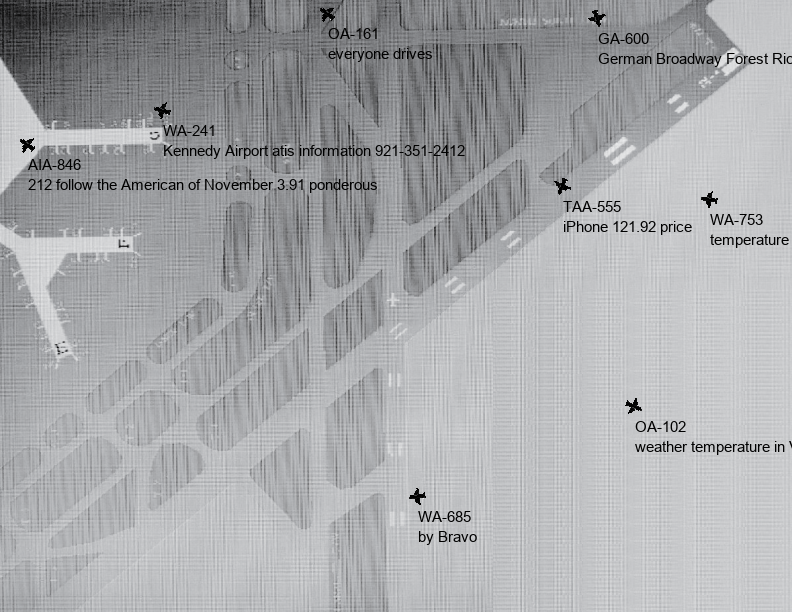 OA-161
everyone drives
GA-600
German Broadway Forest Ric
WA-241
Kennedy Airport atis information 921-351-2412
AIA-846
212 follow the American of November 3.91 ponderous
TAA-555
iPhone 121.92 price
WA-753
temperature
OA-102
weather temperature in V
WA-685
by Bravo